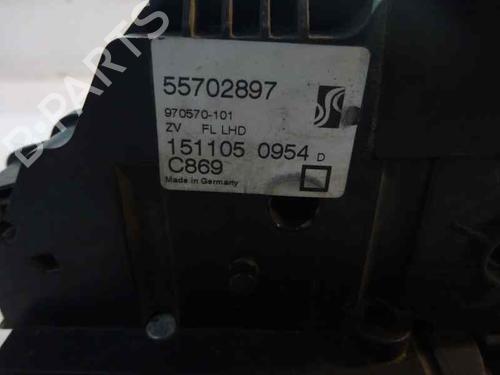 55702897
970570-101
ZV FL LHD
151105 0954 D
C869
Made in Germany
B-PARTS